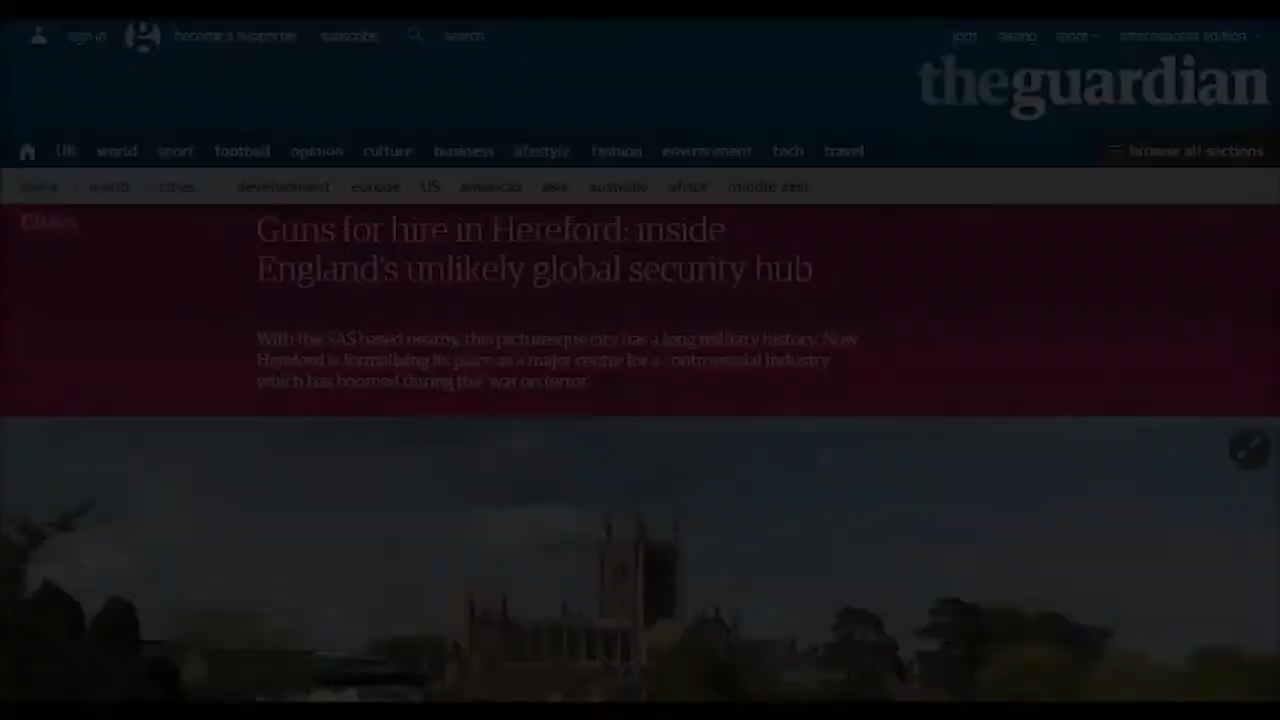 sign in become a supporter subscribe search jobs dating more international edition
theguardian
UK world sport football opinion culture business lifestyle fashion environment tech travel browse all sections
home world cities development europe US americas asia australia africa middle east
Cities
Guns for hire in Hereford: inside
England's unlikely global security hub
With the SAS based nearby, this picturesque city has a long military history. Now
Hereford is formalising its place as a major centre for a controversial industry
which has boomed during the 'war on terror'